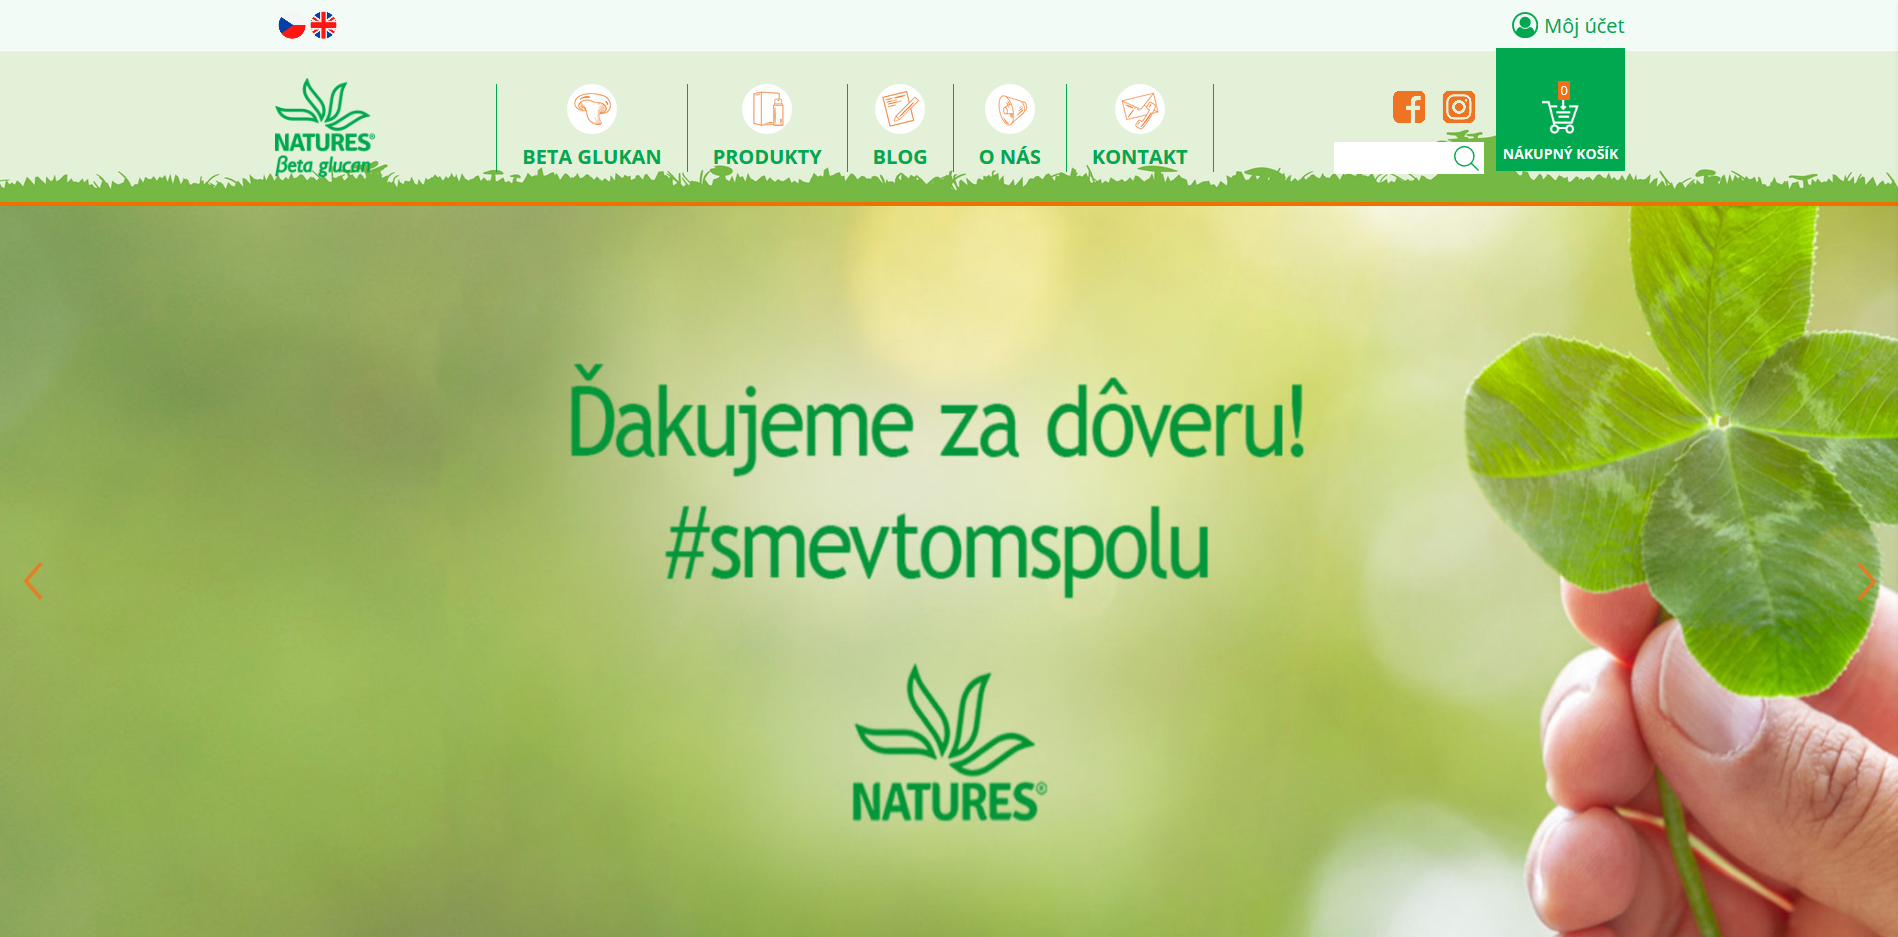 Môj účet
NATURES®
Beta glucan
BETA GLUKAN
PRODUKTY
BLOG
O NÁS
KONTAKT
0
NÁKUPNÝ KOŠÍK
Ďakujeme za dôveru!
#smevtomspolu
NATURES®